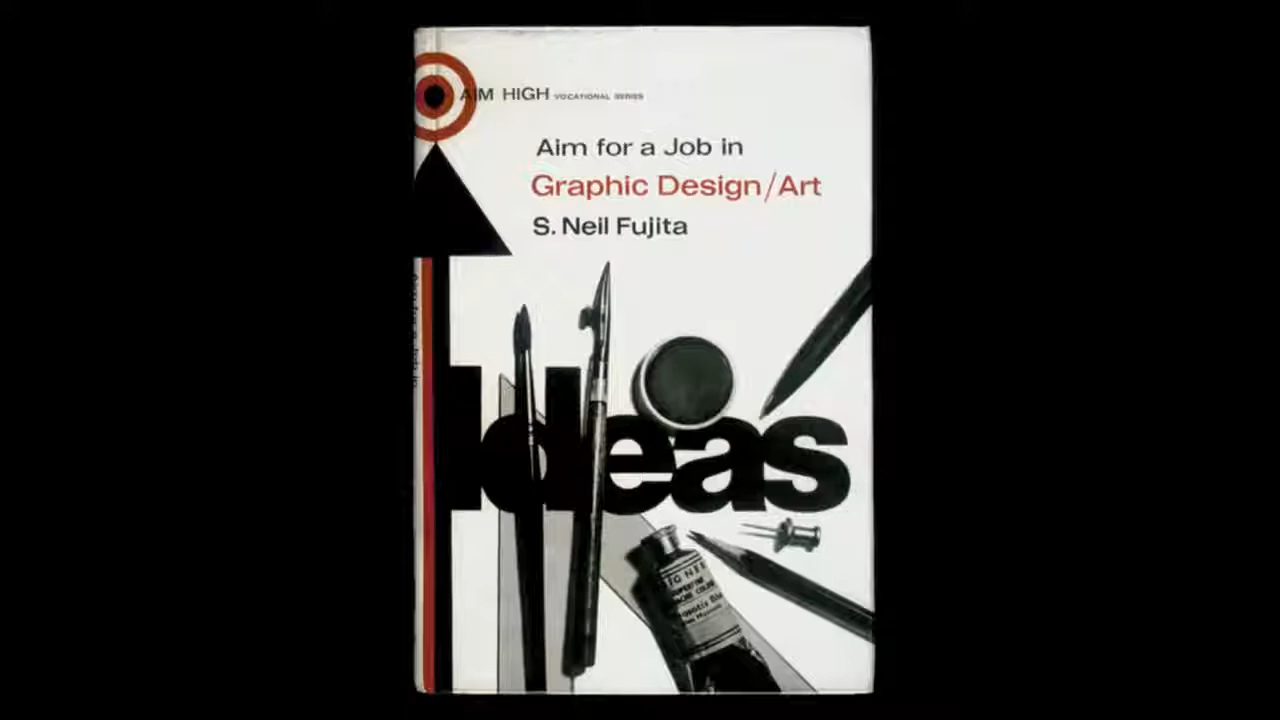 AIM HIGH VOCATIONAL SERIES
Aim for a Job in
Graphic Design/Art
S. Neil Fujita
Ideas